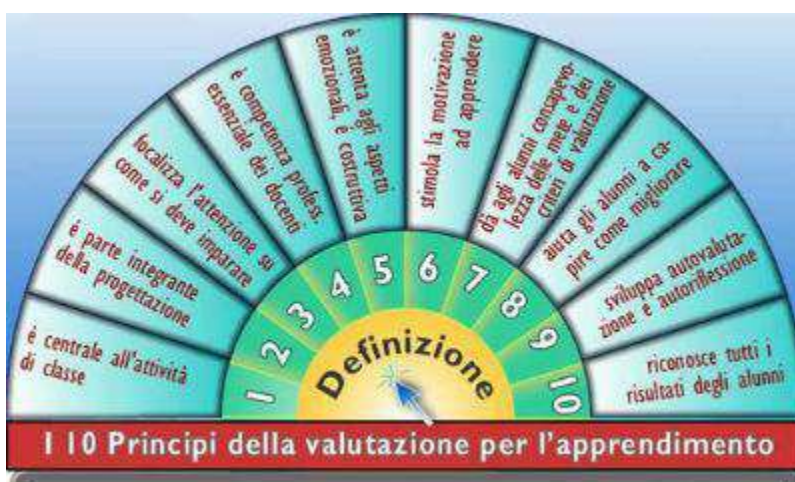 è centrale all'attività
di classe
è parte integrante
della progettazione
focalizza l'attenzione su
come si deve imparare
è competenza profess.
essenziale dei docenti
è attenta agli aspetti
emozionali, è costruttiva
stimola la motivazione
ad apprendere
dà agli alunni consapevo-
lezza delle mete e dei
criteri di valutazione
aiuta gli alunni a ca-
pire come migliorare
sviluppa autovaluta-
zione e autoriflessione
riconosce tutti i
risultati degli alunni
1
2
3
4
5
6
7
8
9
10
Definizione
I 10 Principi della valutazione per l'apprendimento